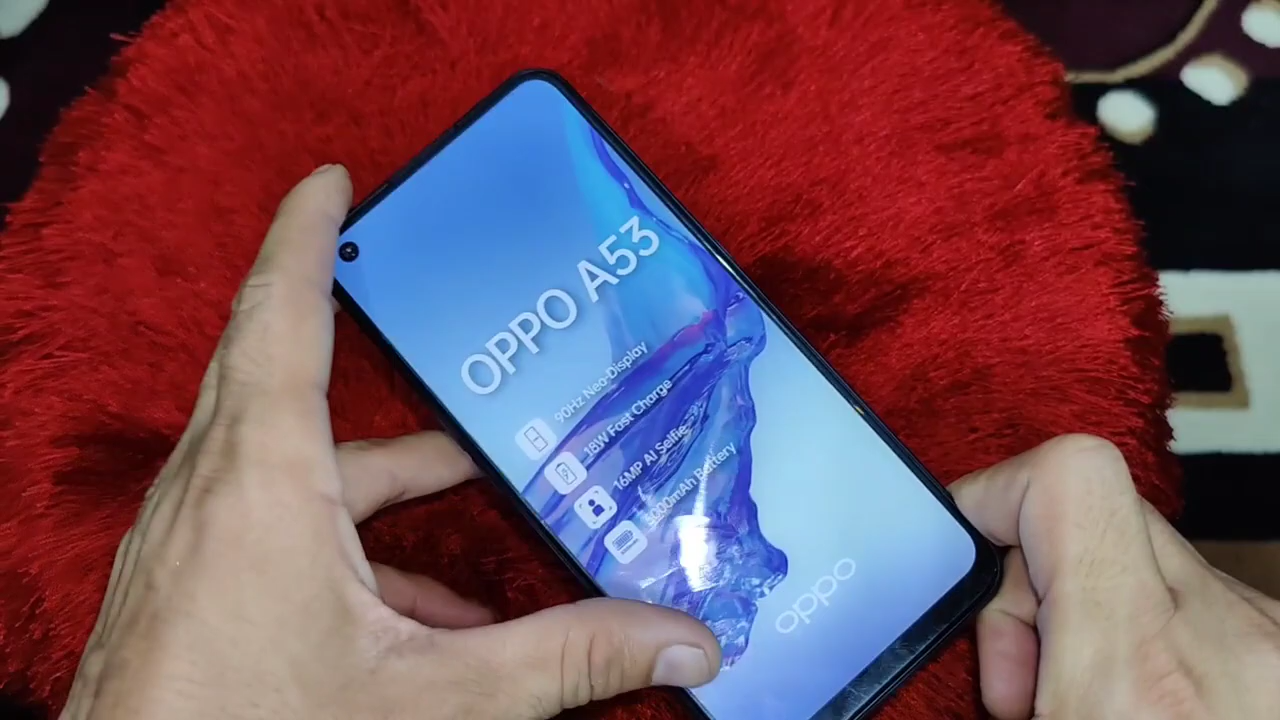 OPPO A53
90Hz Neo-Display
18W Fast Charge
16MP AI Selfie
5000mAh Battery
oppo